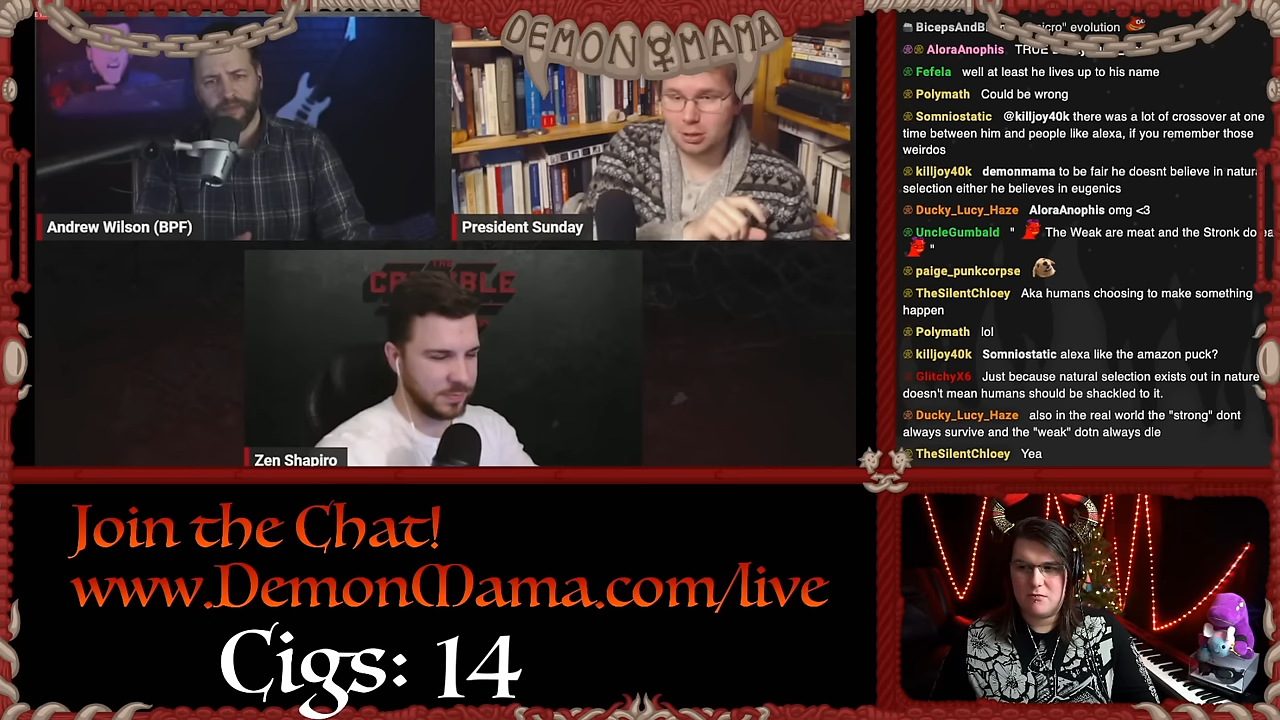 DEMON MAMA
Andrew Wilson (BPF)
President Sunday
THE
Zen Shapiro
evolution
AloraAnophis TRUE
Fefela well at least he lives up to his name
Polymath Could be wrong
Somniostatic @killjoy40k there was a lot of crossover at one
time between him and people like alexa, if you remember those
weirdos
killjoy40k demonmama to be fair he doesnt believe in natural
selection either he believes in eugenics
Ducky_Lucy_Haze AloraAnophis omg <3
UncleGumbald " The Weak are meat and the Stronk do
"
paige_punkcorpse
TheSilentChloey Aka humans choosing to make something
happen
Polymath lol
killjoy40k Somniostatic alexa like the amazon puck?
GlitchyX6 Just because natural selection exists out in nature
doesn't mean humans should be shackled to it.
Ducky_Lucy_Haze also in the real world the "strong" dont
always survive and the "weak" dotn always die
TheSilentChloey Yea
Join the Chat!
www.DemonMama.com/live
Cigs: 14